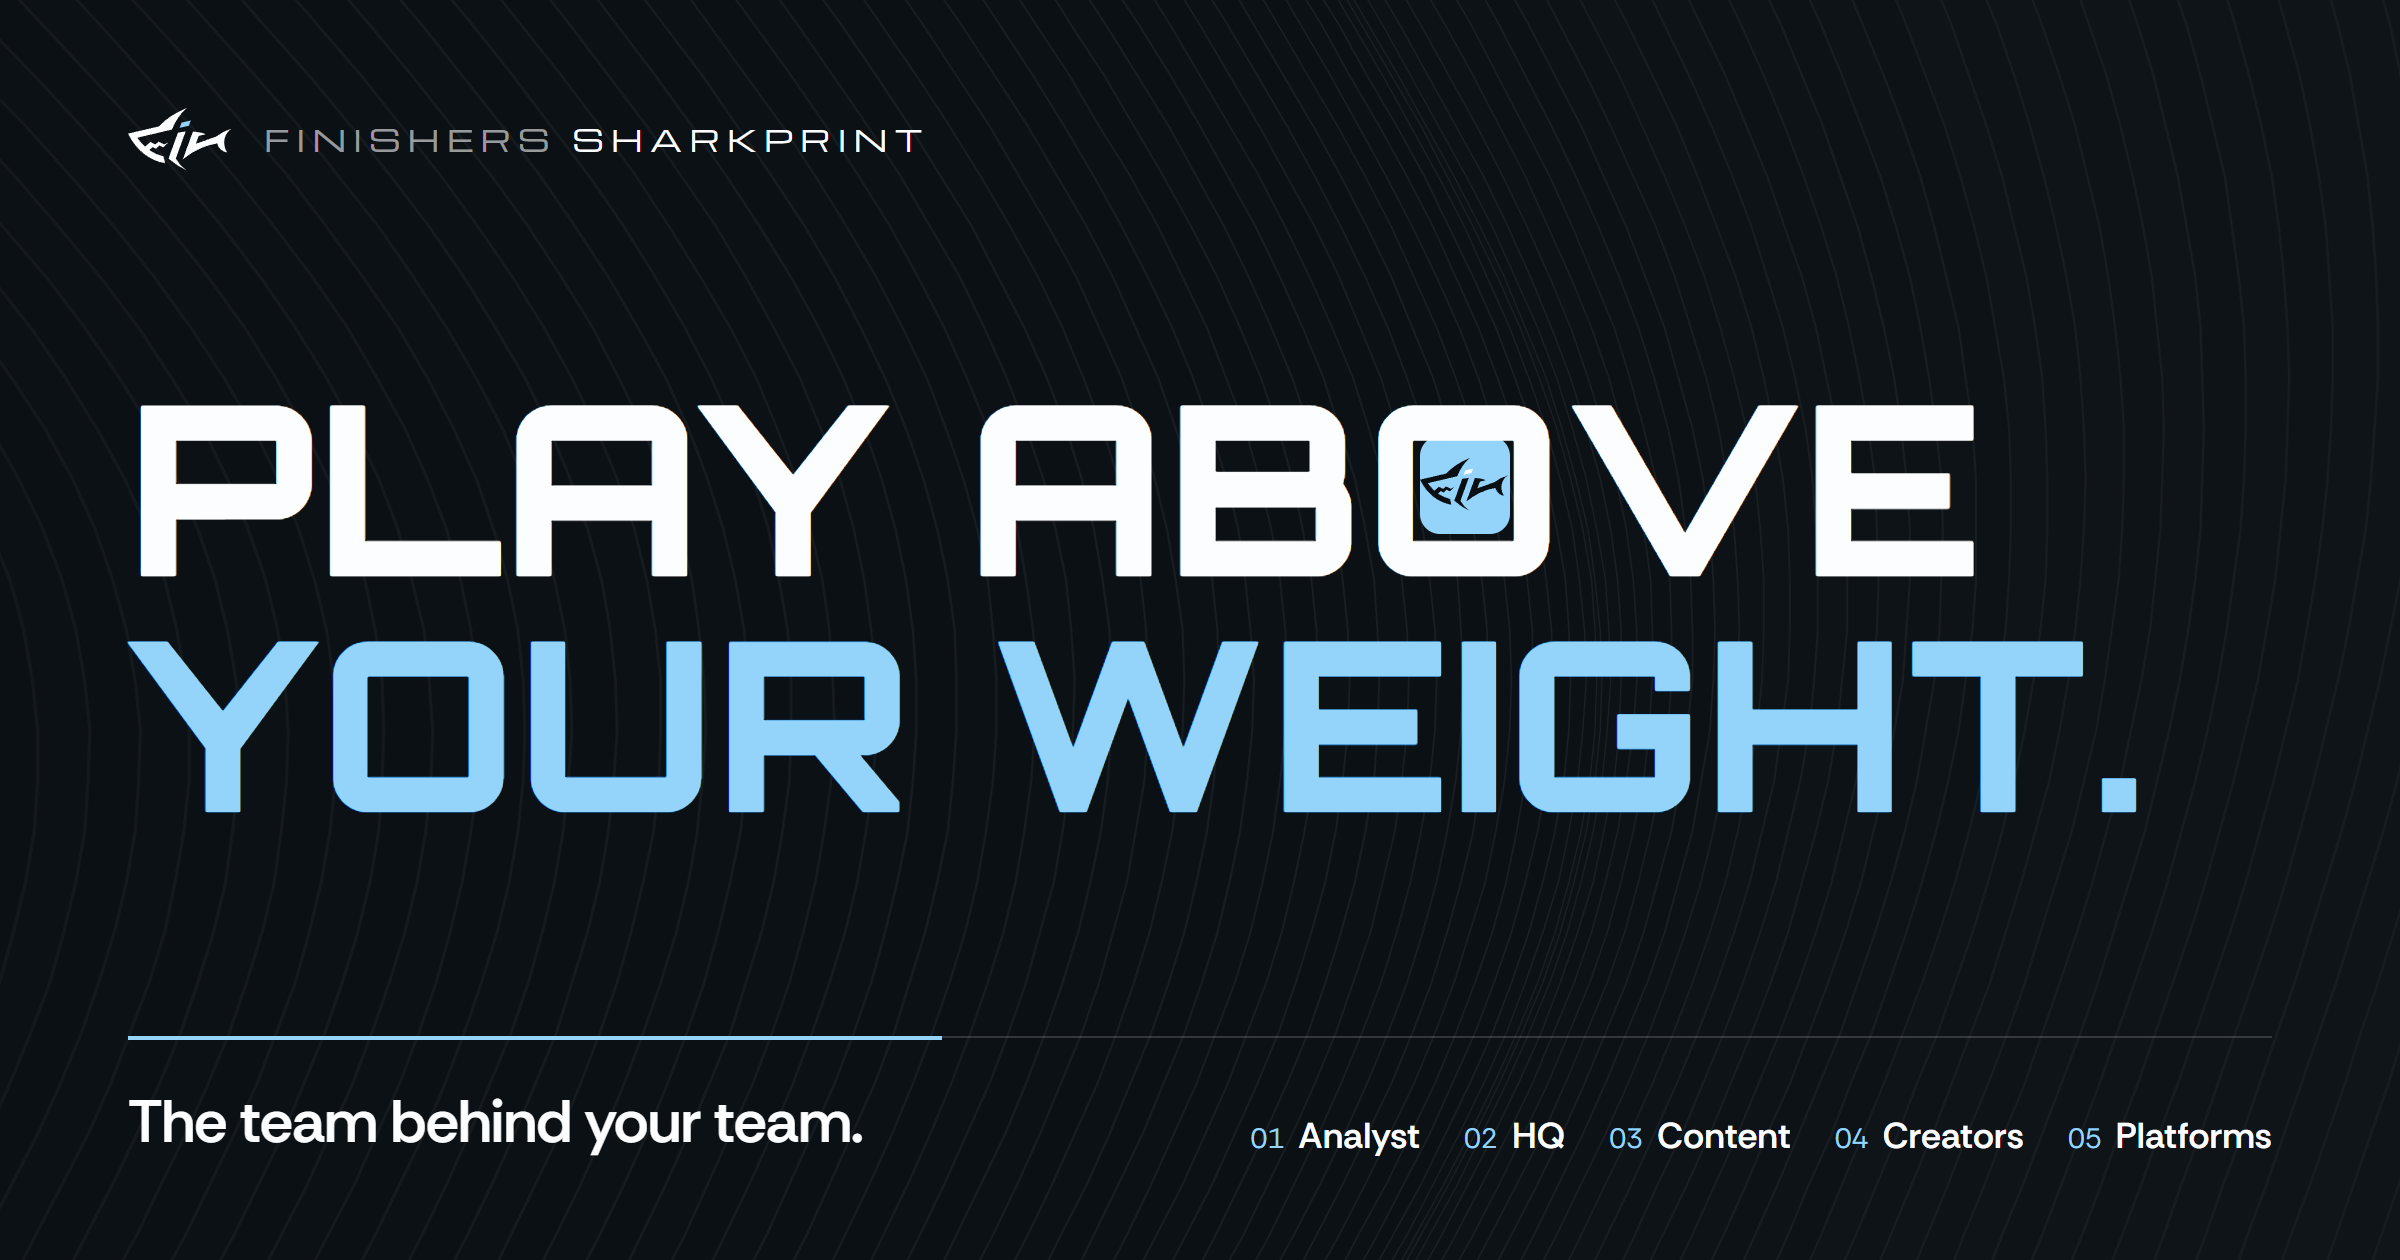 FINISHERS SHARKPRINT
PLAY ABOVE
YOUR WEIGHT.
The team behind your team.
01 Analyst 02 HQ 03 Content 04 Creators 05 Platforms